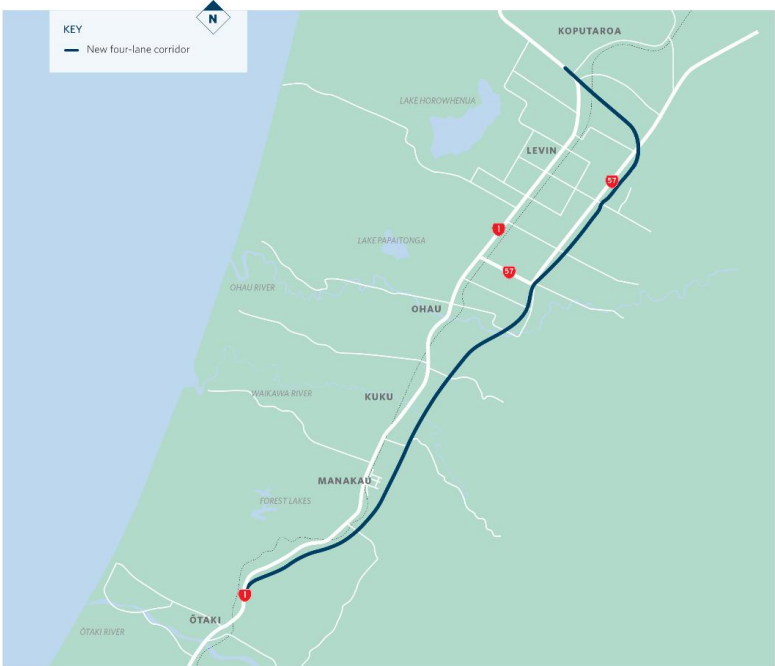 N
KEY
New four-lane corridor
KOPUTAROA
LAKE HOROWHENUA
LEVIN
57
1
LAKE PAPAITONGA
57
OHAU RIVER
OHAU
WAIKAWA RIVER
KUKU
MANAKAU
FOREST LAKES
1
ŌTAKI
ŌTAKI RIVER